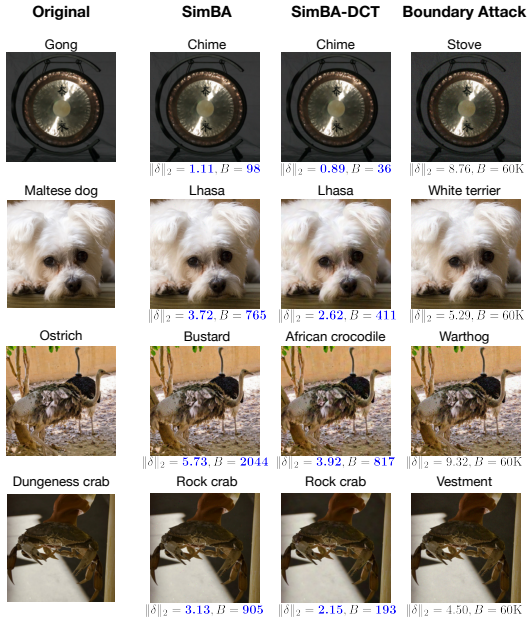 Original SimBA SimBA-DCT Boundary Attack
Gong Chime Chime Stove
‖δ‖₂ = 1.11, B = 98 ‖δ‖₂ = 0.89, B = 36 ‖δ‖₂ = 8.76, B = 60K
Maltese dog Lhasa Lhasa White terrier
‖δ‖₂ = 3.72, B = 765 ‖δ‖₂ = 2.62, B = 411 ‖δ‖₂ = 5.29, B = 60K
Ostrich Bustard African crocodile Warthog
‖δ‖₂ = 5.73, B = 2044 ‖δ‖₂ = 3.92, B = 817 ‖δ‖₂ = 9.32, B = 60K
Dungeness crab Rock crab Rock crab Vestment
‖δ‖₂ = 3.13, B = 905 ‖δ‖₂ = 2.15, B = 193 ‖δ‖₂ = 4.50, B = 60K